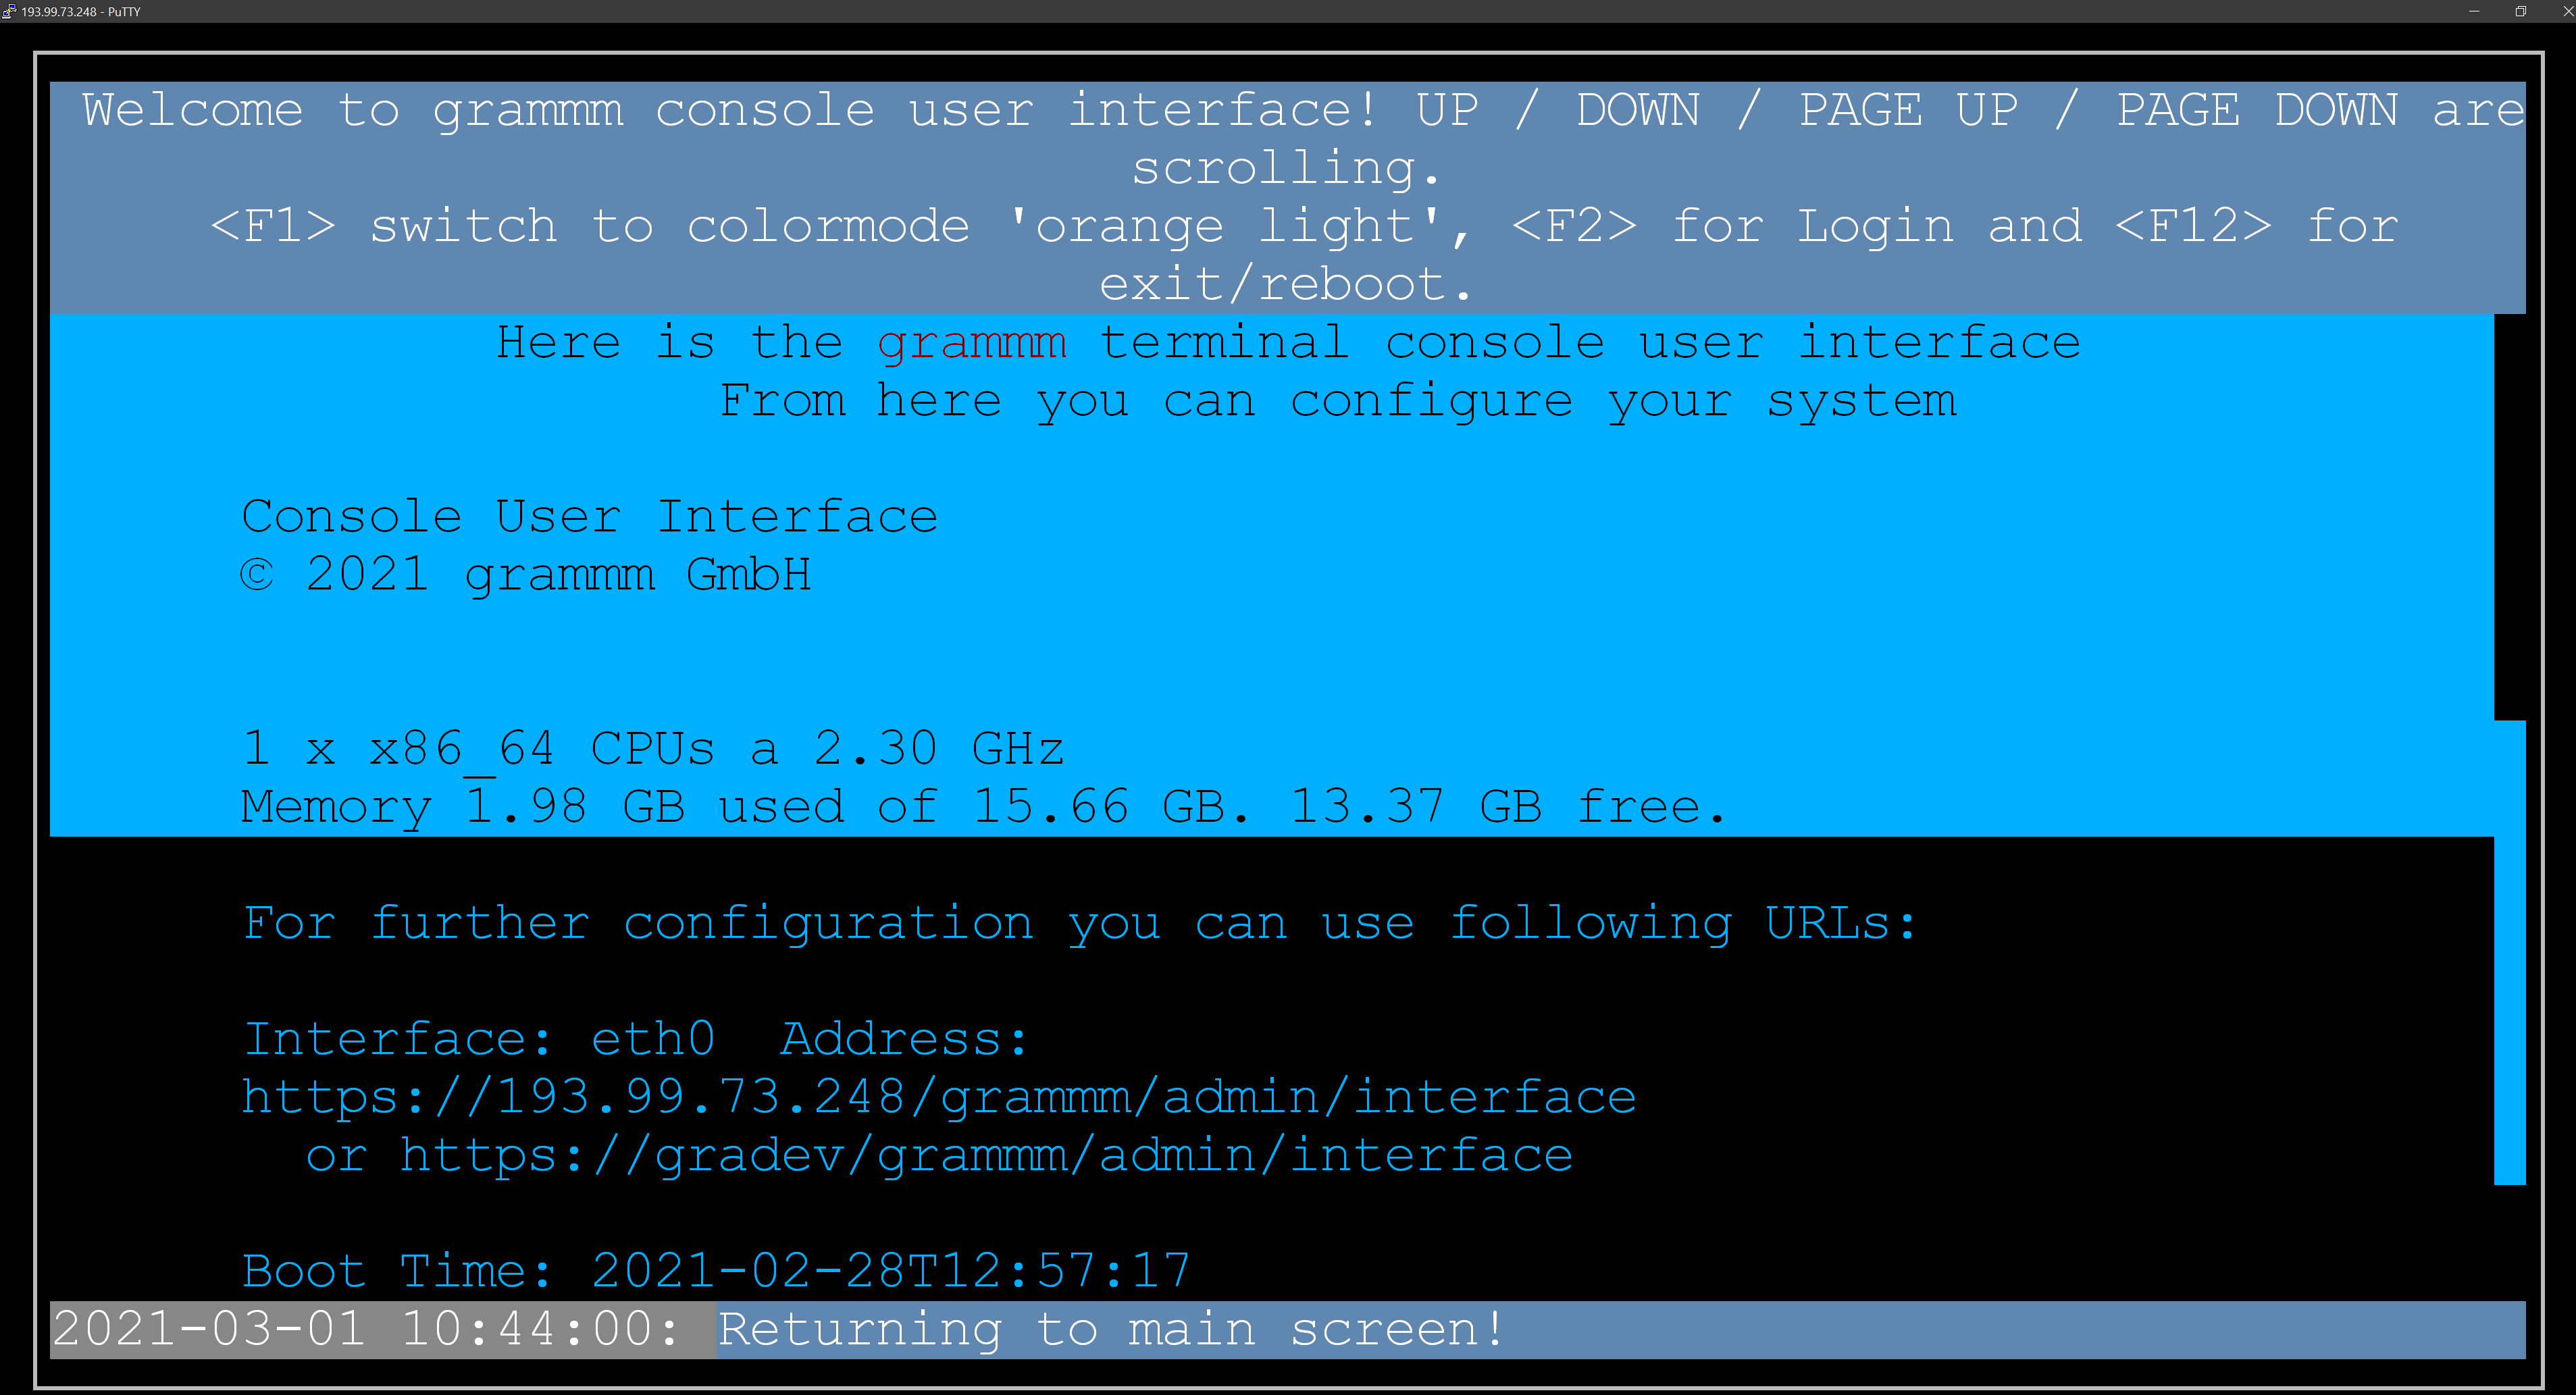 193.99.73.248 - PuTTY
Welcome to grammm console user interface! UP / DOWN / PAGE UP / PAGE DOWN are
scrolling.
<F1> switch to colormode 'orange light', <F2> for Login and <F12> for
exit/reboot.
Here is the grammm terminal console user interface
From here you can configure your system
Console User Interface
© 2021 grammm GmbH
1 x x86_64 CPUs a 2.30 GHz
Memory 1.98 GB used of 15.66 GB. 13.37 GB free.
For further configuration you can use following URLs:
Interface: eth0  Address:
https://193.99.73.248/grammm/admin/interface
or https://gradev/grammm/admin/interface
Boot Time: 2021-02-28T12:57:17
2021-03-01 10:44:00: Returning to main screen!